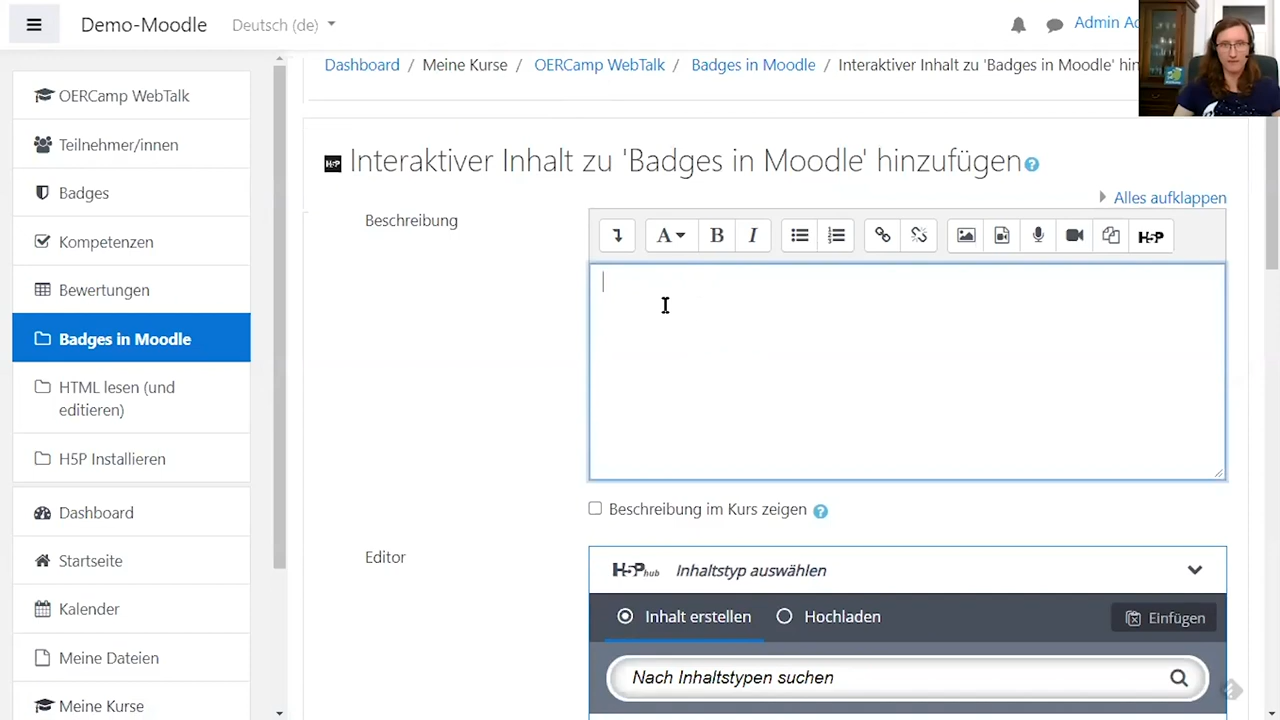 Demo-Moodle Deutsch (de) Admin Ad
Dashboard / Meine Kurse / OERCamp WebTalk / Badges in Moodle / Interaktiver Inhalt zu 'Badges in Moodle' hin
OERCamp WebTalk
Teilnehmer/innen
Badges
Kompetenzen
Bewertungen
Badges in Moodle
HTML lesen (und
editieren)
H5P Installieren
Dashboard
Startseite
Kalender
Meine Dateien
Meine Kurse
H5P Interaktiver Inhalt zu 'Badges in Moodle' hinzufügen
Alles aufklappen
Beschreibung
A B I H5P
Beschreibung im Kurs zeigen
Editor
H5P hub Inhaltstyp auswählen
Inhalt erstellen Hochladen Einfügen
Nach Inhaltstypen suchen